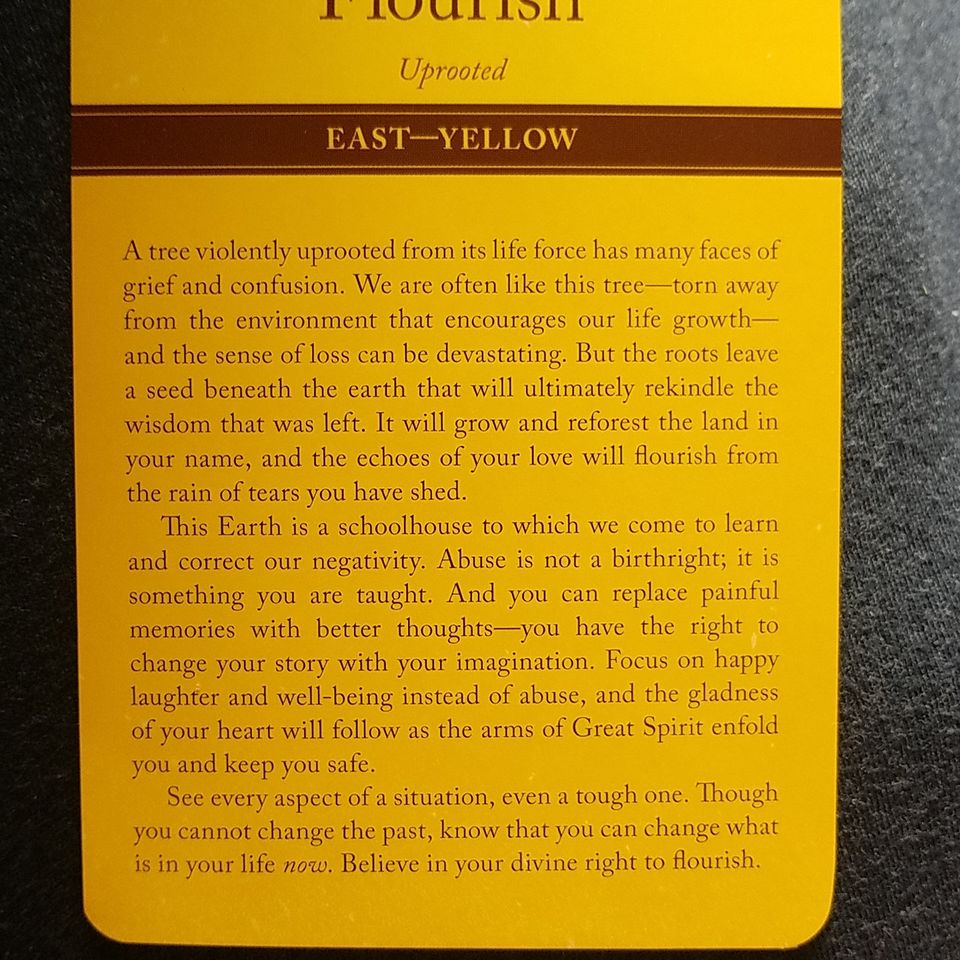 Flourish
Uprooted
EAST—YELLOW
A tree violently uprooted from its life force has many faces of
grief and confusion. We are often like this tree—torn away
from the environment that encourages our life growth—
and the sense of loss can be devastating. But the roots leave
a seed beneath the earth that will ultimately rekindle the
wisdom that was left. It will grow and reforest the land in
your name, and the echoes of your love will flourish from
the rain of tears you have shed.
This Earth is a schoolhouse to which we come to learn
and correct our negativity. Abuse is not a birthright; it is
something you are taught. And you can replace painful
memories with better thoughts—you have the right to
change your story with your imagination. Focus on happy
laughter and well-being instead of abuse, and the gladness
of your heart will follow as the arms of Great Spirit enfold
you and keep you safe.
See every aspect of a situation, even a tough one. Though
you cannot change the past, know that you can change what
is in your life now. Believe in your divine right to flourish.